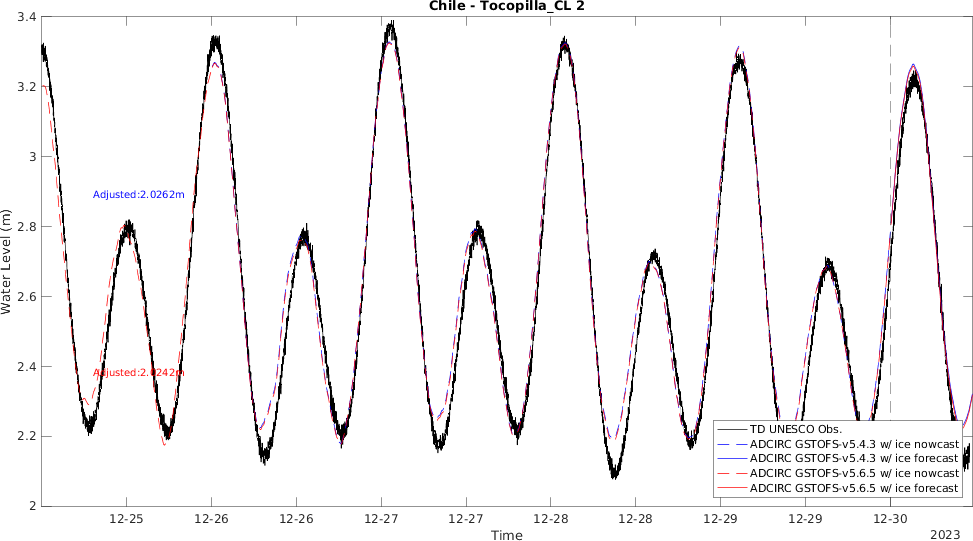 Chile - Tocopilla_CL 2
3.4
3.2
3
2.8
2.6
2.4
2.2
2
Water Level (m)
Adjusted:2.0262m
Adjusted:2.0242m
TD UNESCO Obs.
ADCIRC GSTOFS-v5.4.3 w/ ice nowcast
ADCIRC GSTOFS-v5.4.3 w/ ice forecast
ADCIRC GSTOFS-v5.6.5 w/ ice nowcast
ADCIRC GSTOFS-v5.6.5 w/ ice forecast
12-25 12-26 12-26 12-27 12-27 12-28 12-28 12-29 12-29 12-30
Time
2023